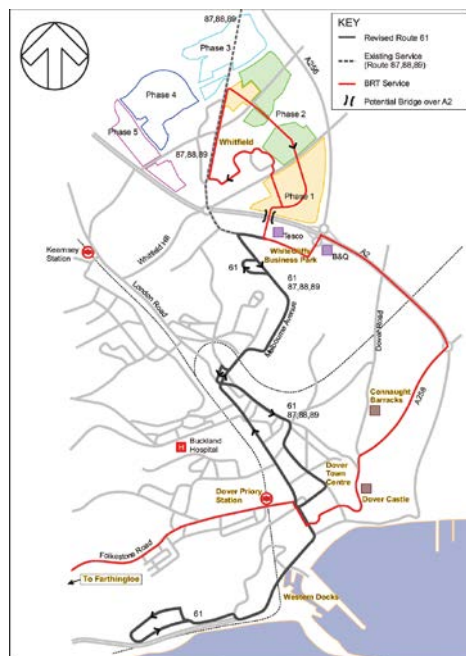 87,88,89
KEY
Revised Route 61
Existing Service
(Route 87,88,89)
BRT Service
Potential Bridge over A2
Phase 3
A256
Phase 4
Phase 2
Phase 5
87,88,89
Whitfield
Phase 1
Tesco
Whitfield Hill
Kearnsey
Station
Whitecliffs
Business Park
B&Q
A2
61
61
87,88,89
London Road
Melbourne Avenue
Dover Road
A258
Connaught
Barracks
61
87,88,89
H
Buckland
Hospital
Dover
Town
Centre
Dover Priory
Station
Dover Castle
Folkestone Road
To Farthingloe
Western Docks
61